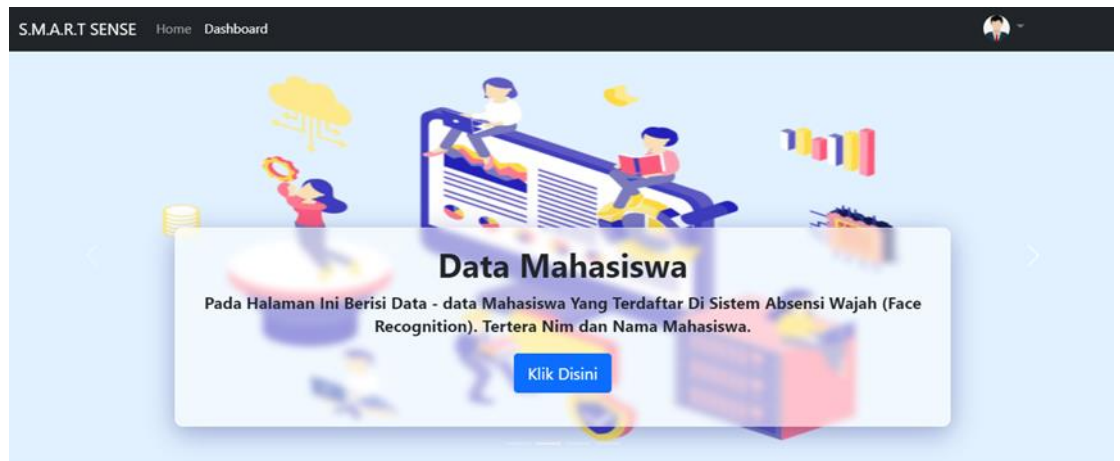 S.M.A.R.T SENSE Home Dashboard
Data Mahasiswa
Pada Halaman Ini Berisi Data - data Mahasiswa Yang Terdaftar Di Sistem Absensi Wajah (Face
Recognition). Tertera Nim dan Nama Mahasiswa.
Klik Disini